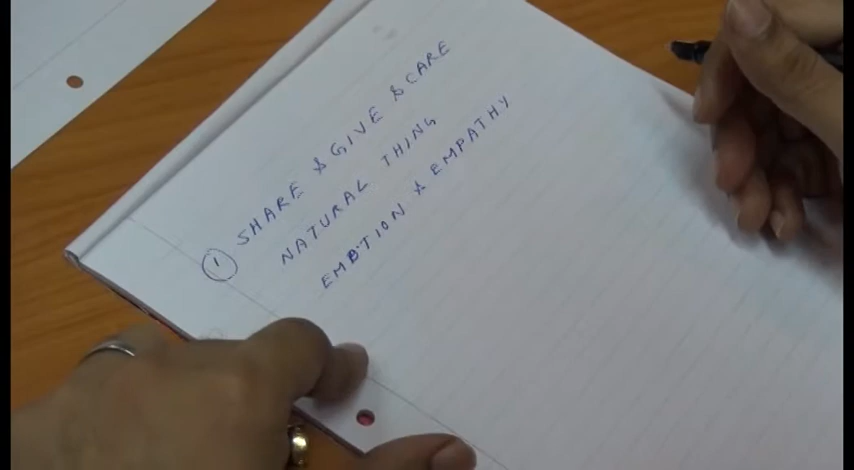 ① SHARE & GIVE & CARE
NATURAL THING
EMOTION & EMPATHY